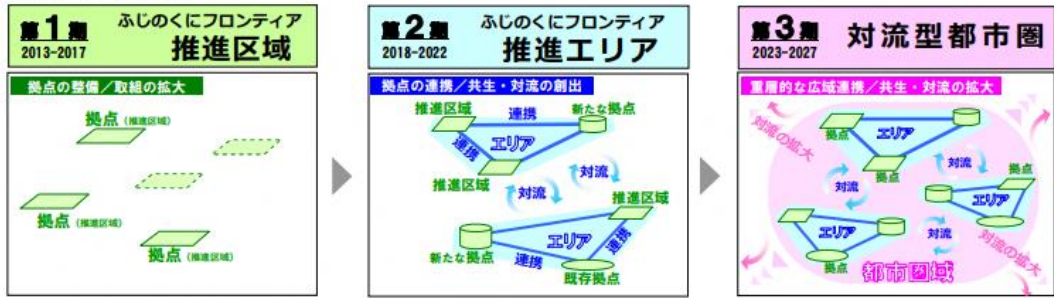 第1期
2013-2017
ふじのくにフロンティア
推進区域
拠点の整備/取組の拡大
拠点(推進区域)
拠点(推進区域)
拠点(推進区域)
第2期
2018-2022
ふじのくにフロンティア
推進エリア
拠点の連携/共生・対流の創出
推進区域
連携
新たな拠点
エリア
連携
推進区域
対流
対流
推進区域
エリア
連携
新たな拠点
連携
既存拠点
第3期
2023-2027
対流型都市圏
重層的な広域連携/共生・対流の拡大
対流の拡大
拠点
エリア
拠点
対流
対流
拠点
エリア
エリア
対流
拠点
対流の拡大
都市圏域